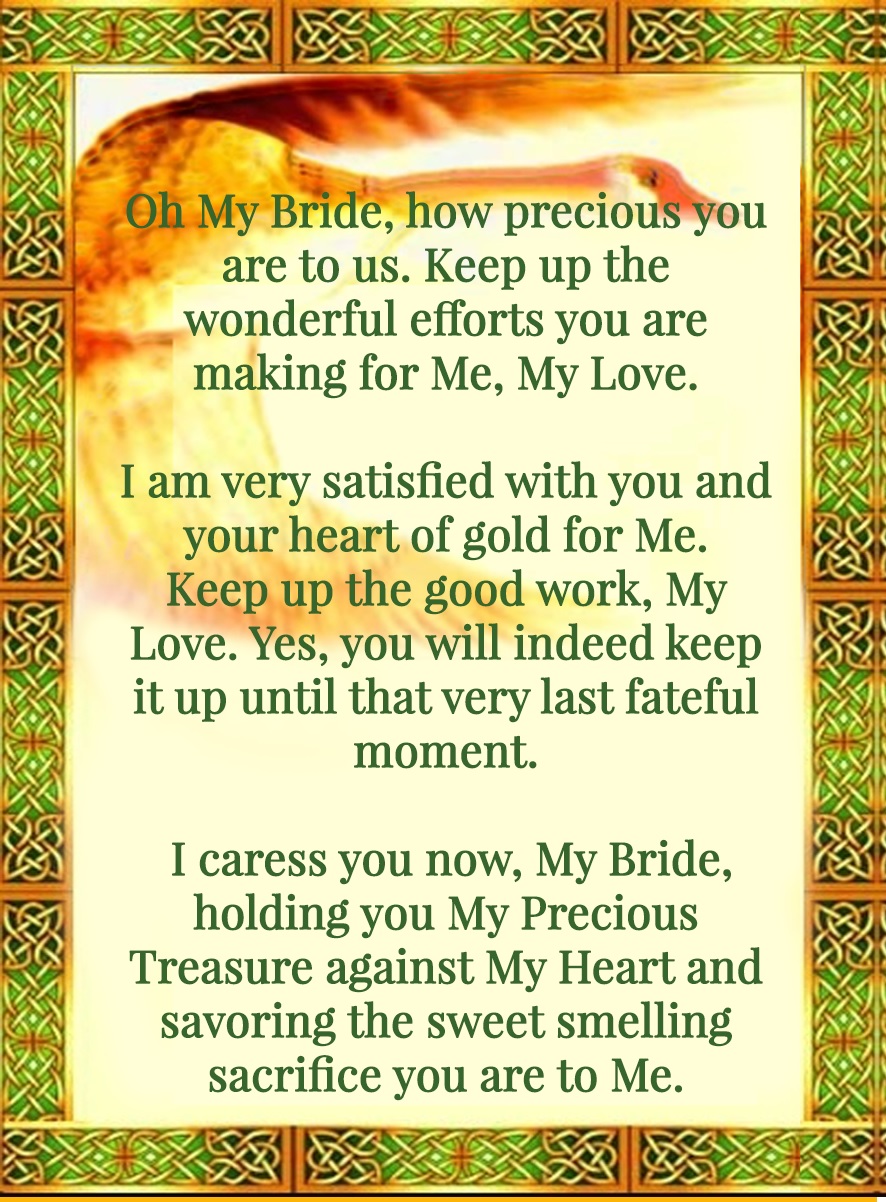 Oh My Bride, how precious you
are to us. Keep up the
wonderful efforts you are
making for Me, My Love.
I am very satisfied with you and
your heart of gold for Me.
Keep up the good work, My
Love. Yes, you will indeed keep
it up until that very last fateful
moment.
I caress you now, My Bride,
holding you My Precious
Treasure against My Heart and
savoring the sweet smelling
sacrifice you are to Me.